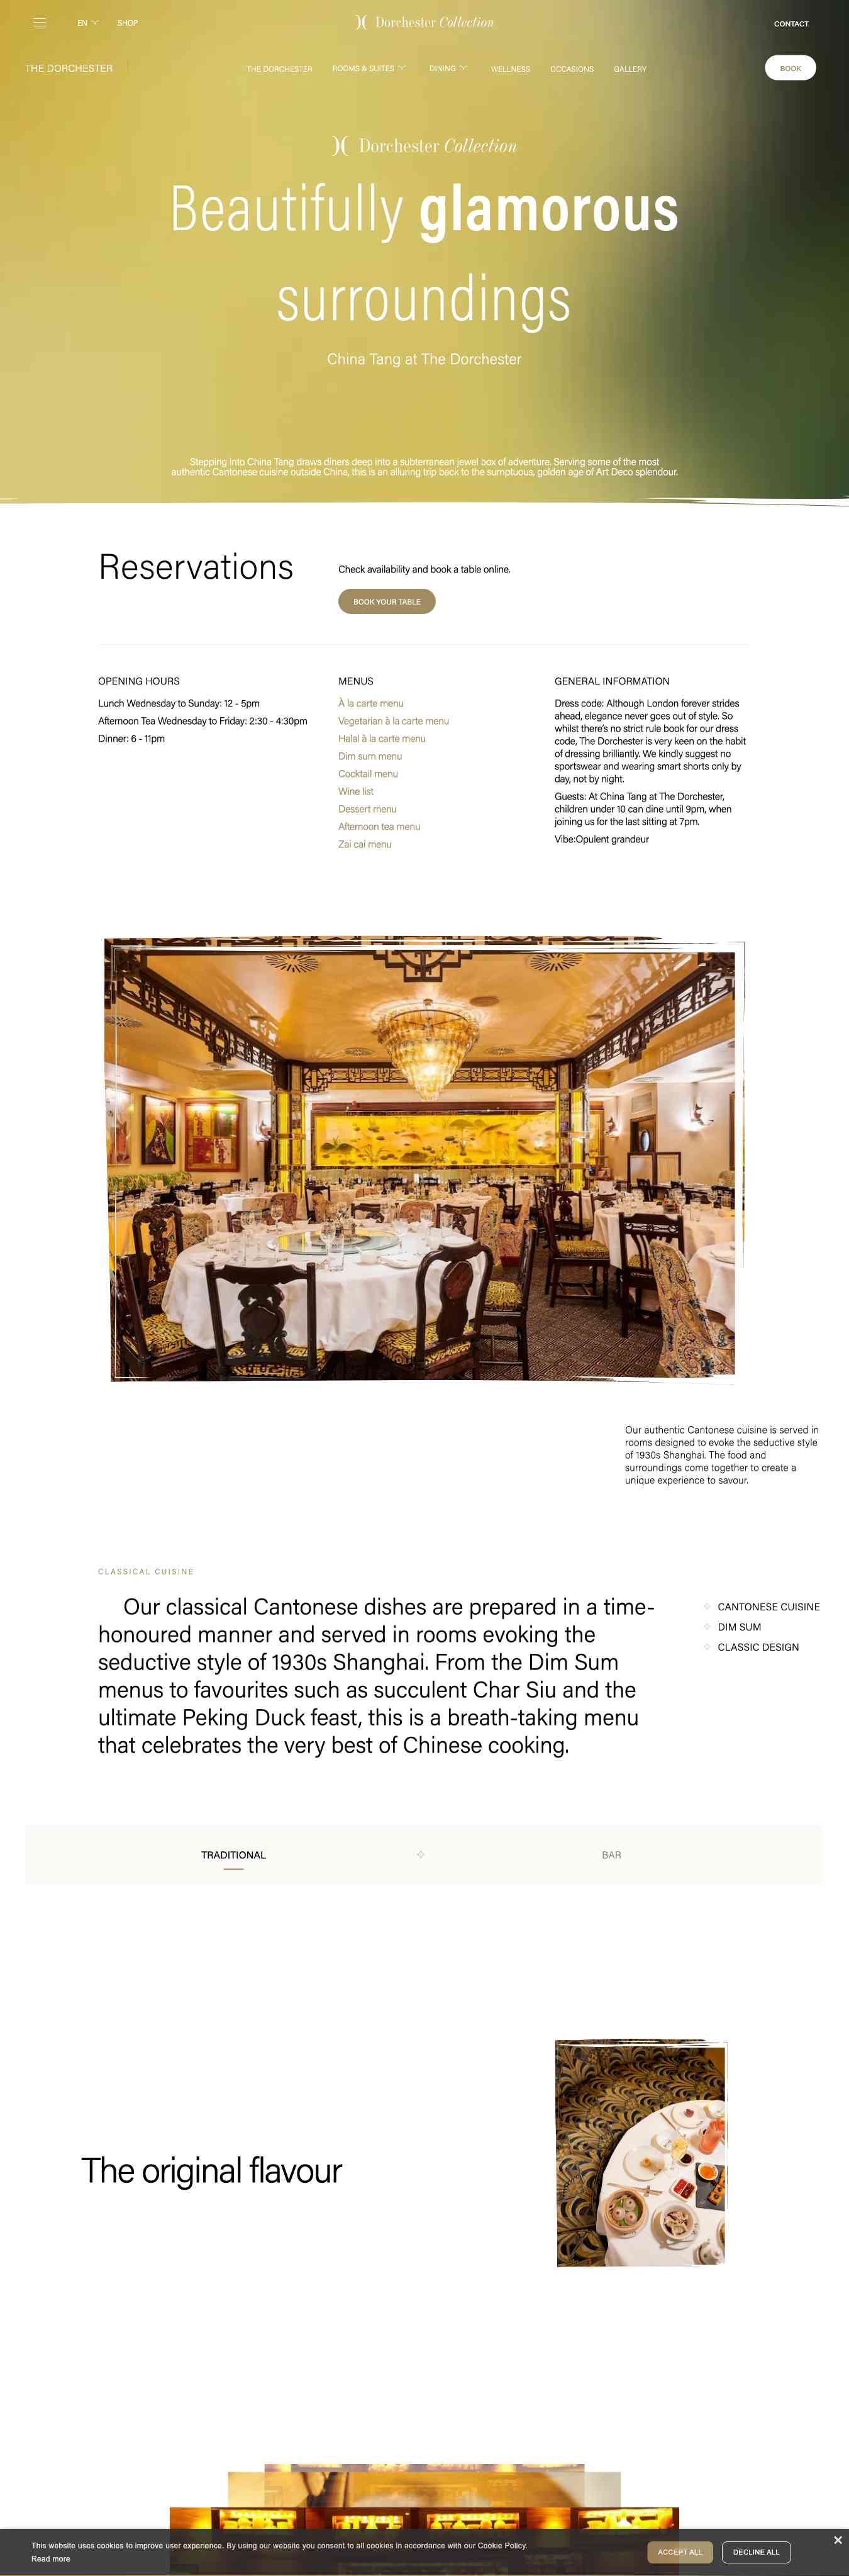 EN
SHOP
Dorchester Collection
CONTACT
THE DORCHESTER
THE DORCHESTER
ROOMS & SUITES
DINING
WELLNESS
OCCASIONS
GALLERY
BOOK
Dorchester Collection
Beautifully glamorous
surroundings
China Tang at The Dorchester
Stepping into China Tang draws diners deep into a subterranean jewel box of adventure. Serving some of the most
authentic Cantonese cuisine outside China, this is an alluring trip back to the sumptuous, golden age of Art Deco splendour.
Reservations
Check availability and book a table online.
BOOK YOUR TABLE
OPENING HOURS
Lunch Wednesday to Sunday: 12 - 5pm
Afternoon Tea Wednesday to Friday: 2:30 - 4:30pm
Dinner: 6 - 11pm
MENUS
À la carte menu
Vegetarian à la carte menu
Halal à la carte menu
Dim sum menu
Cocktail menu
Wine list
Dessert menu
Afternoon tea menu
Zai cai menu
GENERAL INFORMATION
Dress code: Although London forever strides
ahead, elegance never goes out of style. So
whilst there's no strict rule book for our dress
code, The Dorchester is very keen on the habit
of dressing brilliantly. We kindly suggest no
sportswear and wearing smart shorts only by
day, not by night.
Guests: At China Tang at The Dorchester,
children under 10 can dine until 9pm, when
joining us for the last sitting at 7pm.
Vibe:Opulent grandeur
Our authentic Cantonese cuisine is served in
rooms designed to evoke the seductive style
of 1930s Shanghai. The food and
surroundings come together to create a
unique experience to savour.
CLASSICAL CUISINE
Our classical Cantonese dishes are prepared in a time-
honoured manner and served in rooms evoking the
seductive style of 1930s Shanghai. From the Dim Sum
menus to favourites such as succulent Char Siu and the
ultimate Peking Duck feast, this is a breath-taking menu
that celebrates the very best of Chinese cooking.
CANTONESE CUISINE
DIM SUM
CLASSIC DESIGN
TRADITIONAL
BAR
The original flavour
This website uses cookies to improve user experience. By using our website you consent to all cookies in accordance with our Cookie Policy.
Read more
ACCEPT ALL
DECLINE ALL